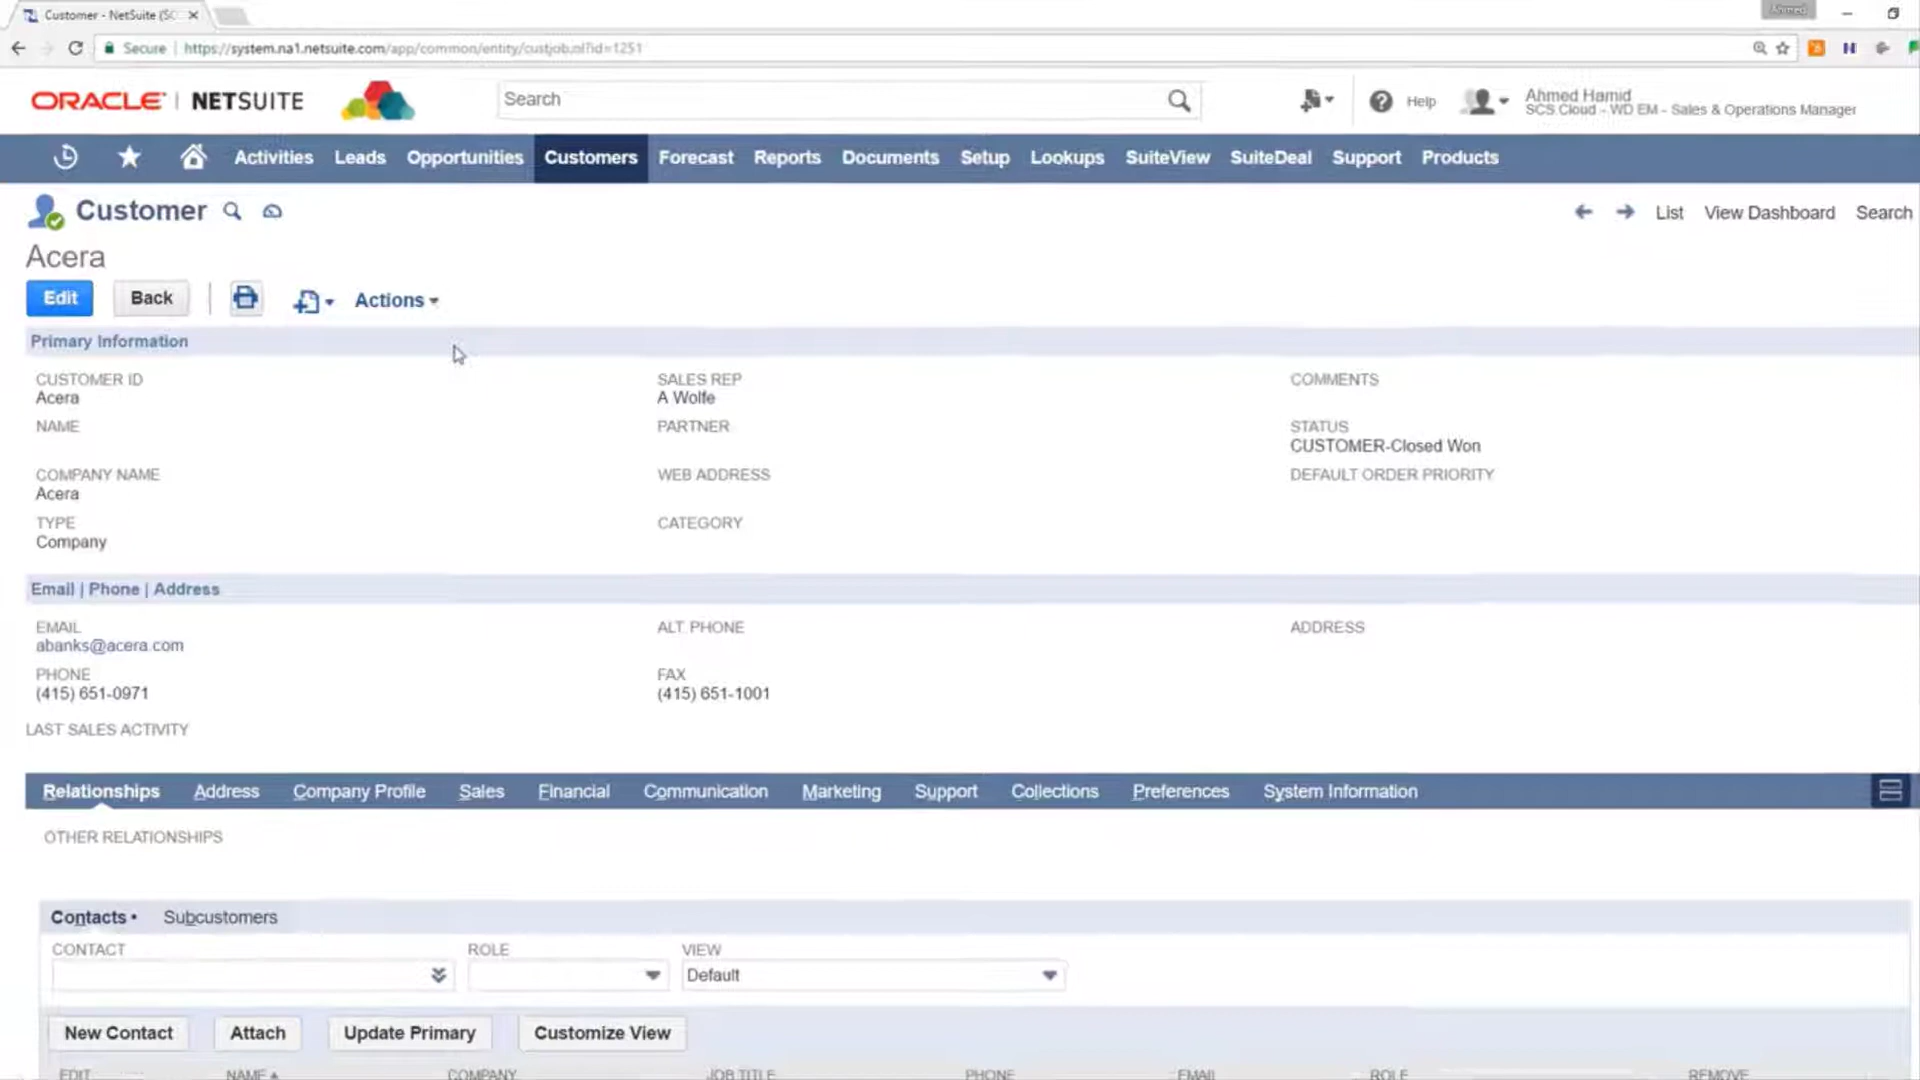 Customer - NetSuite (SC
Ahmed
Secure | https://system.na1.netsuite.com/app/common/entity/custjob.nl?id=1251
ORACLE | NETSUITE
Search
Help
Ahmed Hamid
SCS Cloud - WD EM - Sales & Operations Manager
Activities Leads Opportunities Customers Forecast Reports Documents Setup Lookups SuiteView SuiteDeal Support Products
Customer
List View Dashboard Search
Acera
Edit Back Actions
Primary Information
CUSTOMER ID SALES REP COMMENTS
Acera A Wolfe
NAME PARTNER STATUS
CUSTOMER-Closed Won
COMPANY NAME WEB ADDRESS DEFAULT ORDER PRIORITY
Acera
TYPE CATEGORY
Company
Email | Phone | Address
EMAIL ALT. PHONE ADDRESS
abanks@acera.com
PHONE FAX
(415) 651-0971 (415) 651-1001
LAST SALES ACTIVITY
Relationships Address Company Profile Sales Financial Communication Marketing Support Collections Preferences System Information
OTHER RELATIONSHIPS
Contacts • Subcustomers
CONTACT ROLE VIEW
Default
New Contact Attach Update Primary Customize View
EDIT NAME COMPANY JOB TITLE PHONE EMAIL ROLE REMOVE